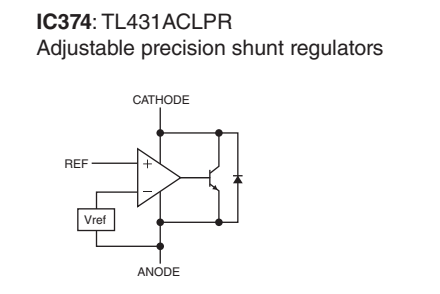 IC374: TL431ACLPR
Adjustable precision shunt regulators
CATHODE
REF
+
−
Vref
ANODE